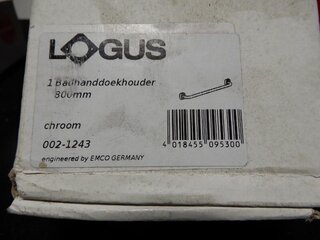 LOGUS
1 Badhanddoekhouder
800mm
chroom
002-1243
engineered by EMCO GERMANY
4 018455 095300